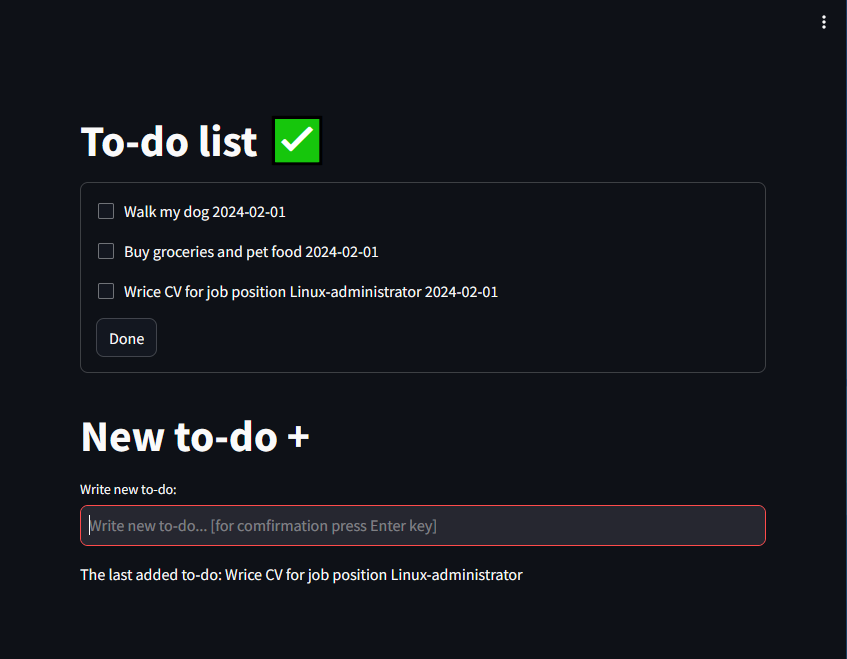 To-do list ✅
Walk my dog 2024-02-01
Buy groceries and pet food 2024-02-01
Wrice CV for job position Linux-administrator 2024-02-01
Done
New to-do +
Write new to-do:
Write new to-do... [for comfirmation press Enter key]
The last added to-do: Wrice CV for job position Linux-administrator